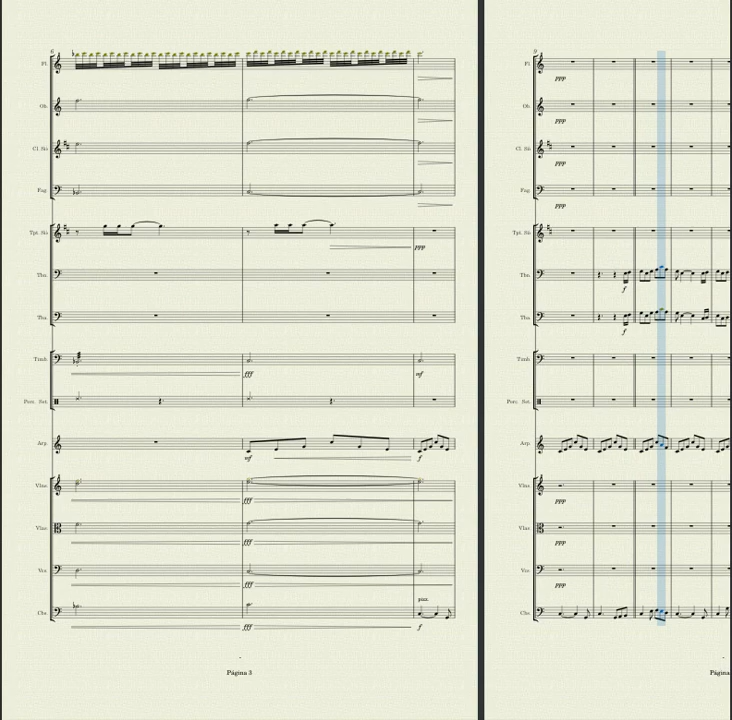 6
Fl.
Ob.
Cl. Sib
Fag.
Tpt. Sib
ppp
Tbn.
Tba.
Timb.
fff
mf
Perc. Set.
Arp.
mf
f
Vlns.
fff
Vlas.
fff
Vcs.
fff
pizz.
Cbs.
fff
f
Página 3
9
Fl.
ppp
Ob.
ppp
Cl. Sib
ppp
Fag.
ppp
Tpt. Sib
Tbn.
f
Tba.
f
Timb.
Perc. Set.
Arp.
Vlns.
ppp
Vlas.
ppp
Vcs.
ppp
Cbs.
Página